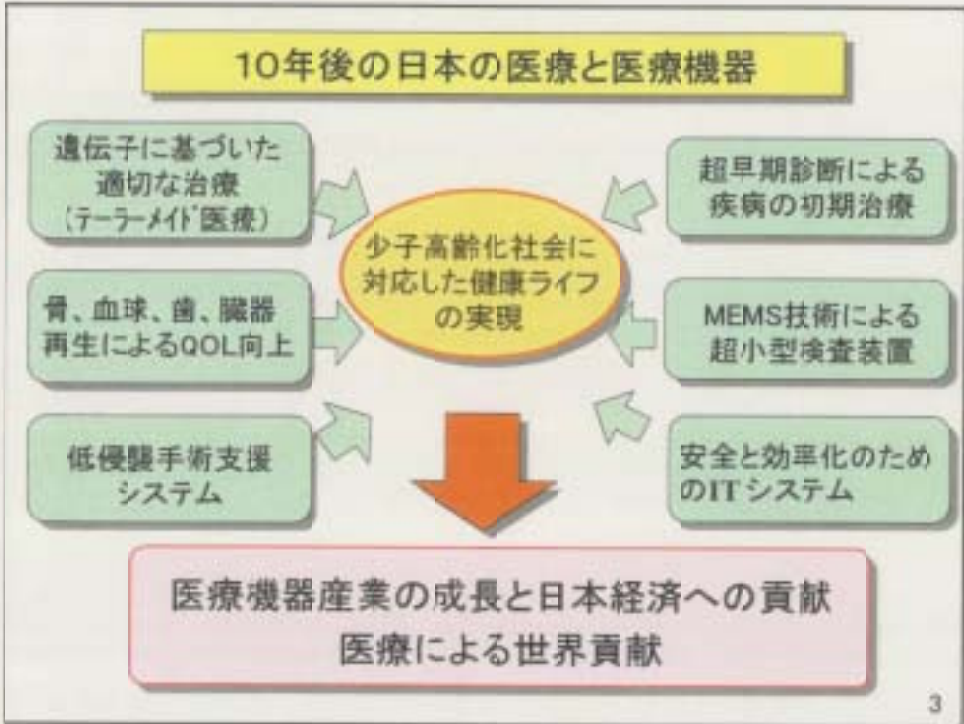 10年後の日本の医療と医療機器
遺伝子に基づいた
適切な治療
(ﾃｰﾗｰﾒｲﾄﾞ医療)
骨、血球、歯、臓器
再生によるQOL向上
低侵襲手術支援
システム
少子高齢化社会に
対応した健康ライフ
の実現
超早期診断による
疾病の初期治療
MEMS技術による
超小型検査装置
安全と効率化のため
のITシステム
医療機器産業の成長と日本経済への貢献
医療による世界貢献
3